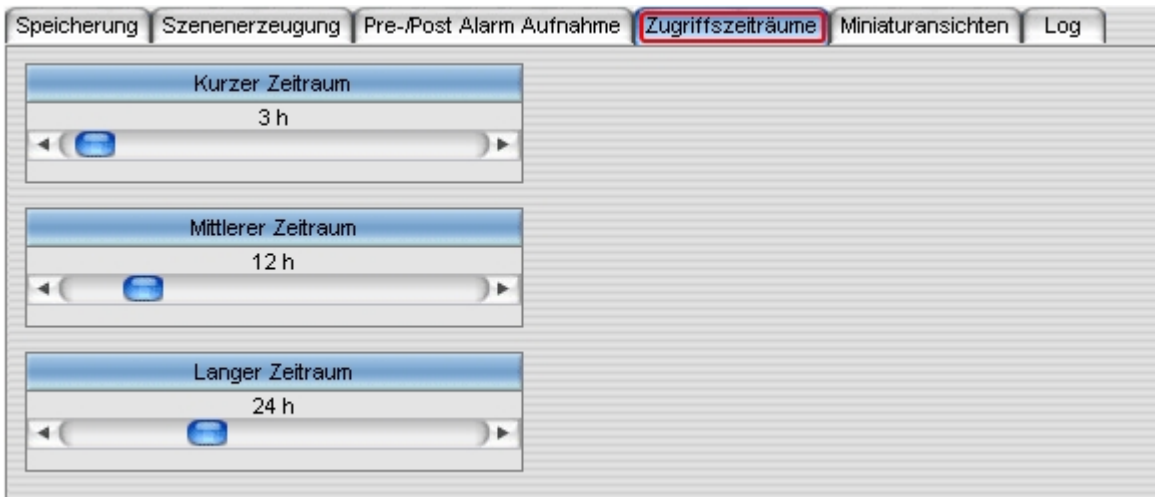 Speicherung Szenenerzeugung Pre-/Post Alarm Aufnahme Zugriffszeiträume Miniaturansichten Log
Kurzer Zeitraum
3 h
Mittlerer Zeitraum
12 h
Langer Zeitraum
24 h